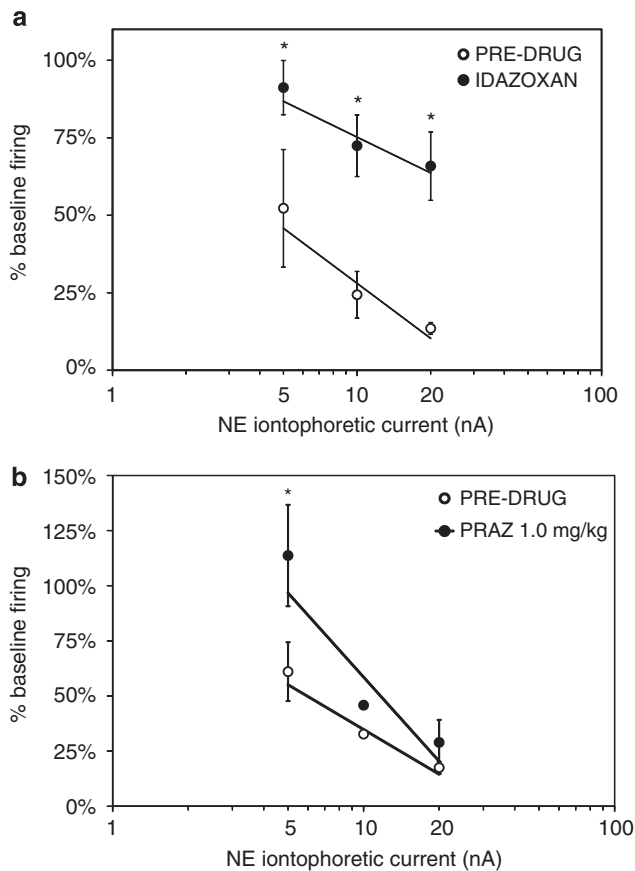 a
100%
75%
50%
25%
0%
% baseline firing
*
*
*
PRE-DRUG
IDAZOXAN
1
5
10
20
100
NE iontophoretic current (nA)
b
150%
125%
100%
75%
50%
25%
0%
% baseline firing
*
PRE-DRUG
PRAZ 1.0 mg/kg
1
5
10
20
100
NE iontophoretic current (nA)